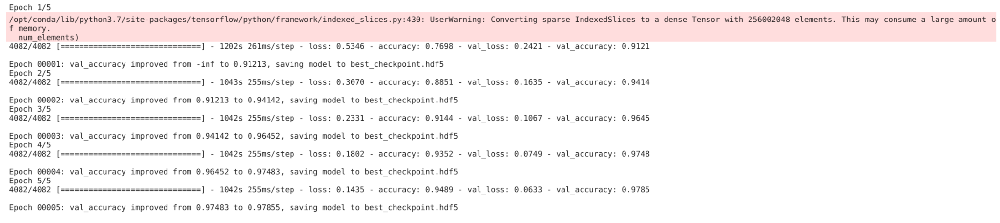 Epoch 1/5
/opt/conda/lib/python3.7/site-packages/tensorflow/python/framework/indexed_slices.py:430: UserWarning: Converting sparse IndexedSlices to a dense Tensor with 256002048 elements. This may consume a large amount o
f memory.
  num_elements)
4082/4082 [==============================] - 1202s 261ms/step - loss: 0.5346 - accuracy: 0.7698 - val_loss: 0.2421 - val_accuracy: 0.9121
Epoch 00001: val_accuracy improved from -inf to 0.91213, saving model to best_checkpoint.hdf5
Epoch 2/5
4082/4082 [==============================] - 1043s 255ms/step - loss: 0.3070 - accuracy: 0.8851 - val_loss: 0.1635 - val_accuracy: 0.9414
Epoch 00002: val_accuracy improved from 0.91213 to 0.94142, saving model to best_checkpoint.hdf5
Epoch 3/5
4082/4082 [==============================] - 1042s 255ms/step - loss: 0.2331 - accuracy: 0.9144 - val_loss: 0.1067 - val_accuracy: 0.9645
Epoch 00003: val_accuracy improved from 0.94142 to 0.96452, saving model to best_checkpoint.hdf5
Epoch 4/5
4082/4082 [==============================] - 1042s 255ms/step - loss: 0.1802 - accuracy: 0.9352 - val_loss: 0.0749 - val_accuracy: 0.9748
Epoch 00004: val_accuracy improved from 0.96452 to 0.97483, saving model to best_checkpoint.hdf5
Epoch 5/5
4082/4082 [==============================] - 1042s 255ms/step - loss: 0.1435 - accuracy: 0.9489 - val_loss: 0.0633 - val_accuracy: 0.9785
Epoch 00005: val_accuracy improved from 0.97483 to 0.97855, saving model to best_checkpoint.hdf5